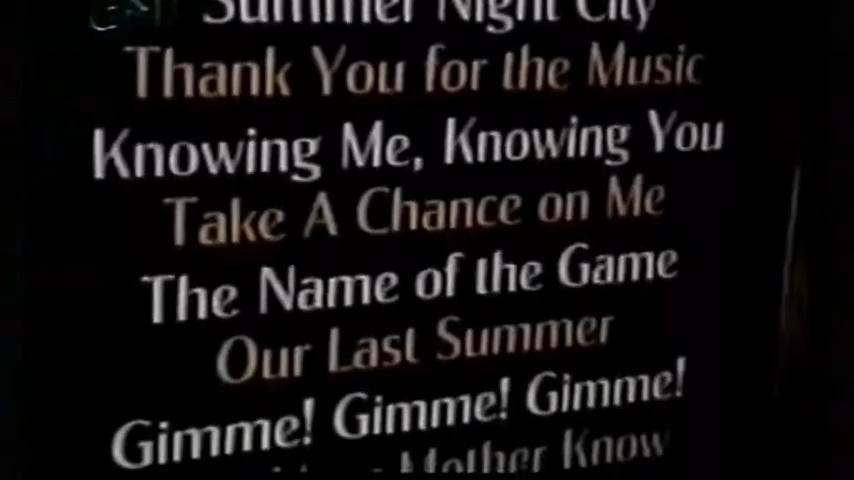 Summer Night City
Thank You for the Music
Knowing Me, Knowing You
Take A Chance on Me
The Name of the Game
Our Last Summer
Gimme! Gimme! Gimme!
Mother Know